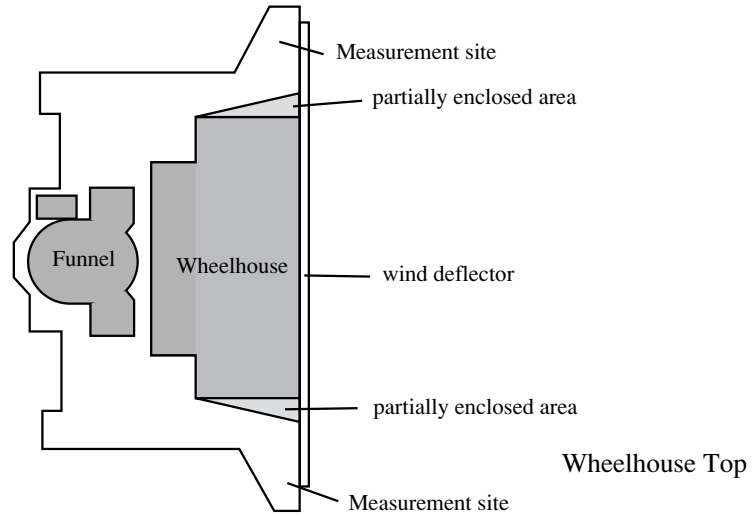 Measurement site
partially enclosed area
Funnel
Wheelhouse
wind deflector
partially enclosed area
Wheelhouse Top
Measurement site